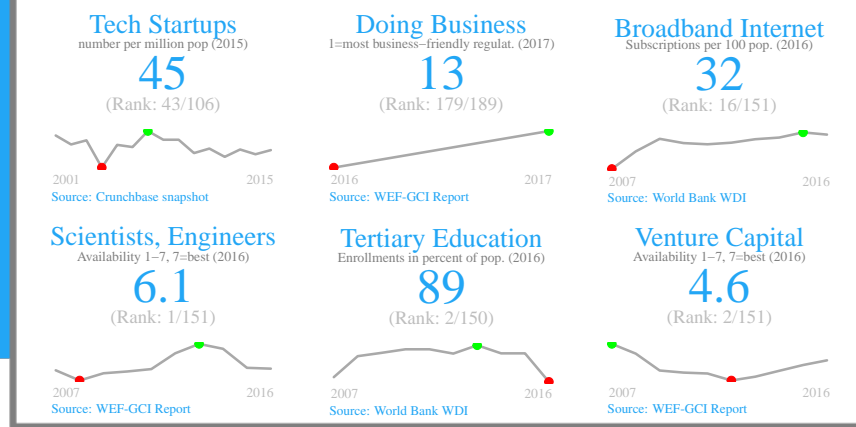 Tech Startups
number per million pop (2015)
45
(Rank: 43/106)
2001 2015
Source: Crunchbase snapshot
Doing Business
1=most business−friendly regulat. (2017)
13
(Rank: 179/189)
2016 2017
Source: WEF-GCI Report
Broadband Internet
Subscriptions per 100 pop. (2016)
32
(Rank: 16/151)
2007 2016
Source: World Bank WDI
Scientists, Engineers
Availability 1−7, 7=best (2016)
6.1
(Rank: 1/151)
2007 2016
Source: WEF-GCI Report
Tertiary Education
Enrollments in percent of pop. (2016)
89
(Rank: 2/150)
2007 2016
Source: World Bank WDI
Venture Capital
Availability 1−7, 7=best (2016)
4.6
(Rank: 2/151)
2007 2016
Source: WEF-GCI Report